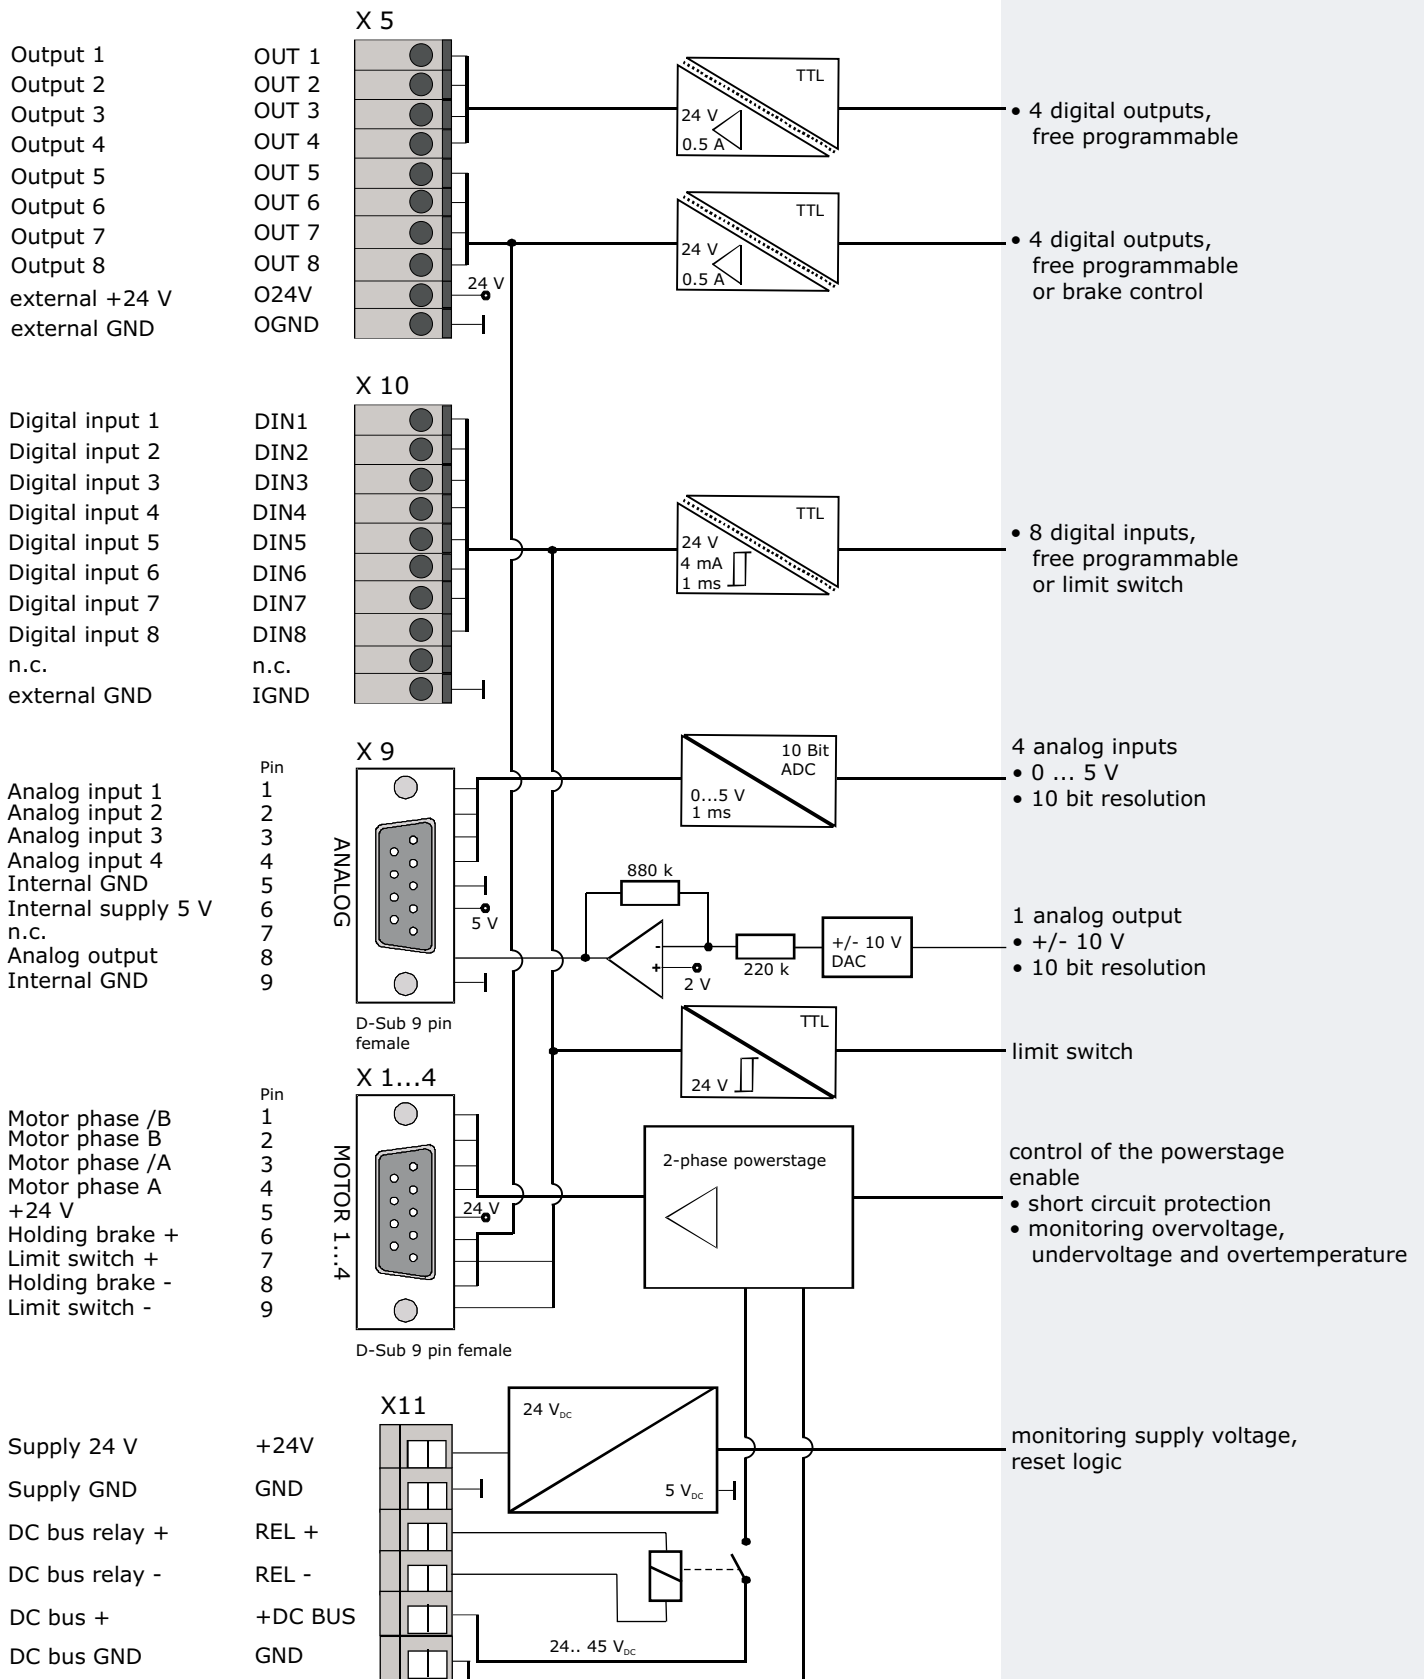 X 5
Output 1 OUT 1
Output 2 OUT 2
Output 3 OUT 3
Output 4 OUT 4
Output 5 OUT 5
Output 6 OUT 6
Output 7 OUT 7
Output 8 OUT 8
external +24 V O24V
external GND OGND
24 V
TTL
24 V
0.5 A
• 4 digital outputs,
free programmable
TTL
24 V
0.5 A
• 4 digital outputs,
free programmable
or brake control
X 10
Digital input 1 DIN1
Digital input 2 DIN2
Digital input 3 DIN3
Digital input 4 DIN4
Digital input 5 DIN5
Digital input 6 DIN6
Digital input 7 DIN7
Digital input 8 DIN8
n.c. n.c.
external GND IGND
TTL
24 V
4 mA
1 ms
• 8 digital inputs,
free programmable
or limit switch
X 9
Pin
Analog input 1 1
Analog input 2 2
Analog input 3 3
Analog input 4 4
Internal GND 5
Internal supply 5 V 6
n.c. 7
Analog output 8
Internal GND 9
ANALOG
D-Sub 9 pin
female
5 V
10 Bit
ADC
0...5 V
1 ms
4 analog inputs
• 0 ... 5 V
• 10 bit resolution
880 k
-
+
2 V
220 k
+/- 10 V
DAC
1 analog output
• +/- 10 V
• 10 bit resolution
TTL
24 V
limit switch
X 1...4
Pin
Motor phase /B 1
Motor phase B 2
Motor phase /A 3
Motor phase A 4
+24 V 5
Holding brake + 6
Limit switch + 7
Holding brake - 8
Limit switch - 9
MOTOR 1...4
D-Sub 9 pin female
24 V
2-phase powerstage
control of the powerstage
enable
• short circuit protection
• monitoring overvoltage,
undervoltage and overtemperature
X11
Supply 24 V +24V
Supply GND GND
DC bus relay + REL +
DC bus relay - REL -
DC bus + +DC BUS
DC bus GND GND
24 VDC
5 VDC
monitoring supply voltage,
reset logic
24.. 45 VDC